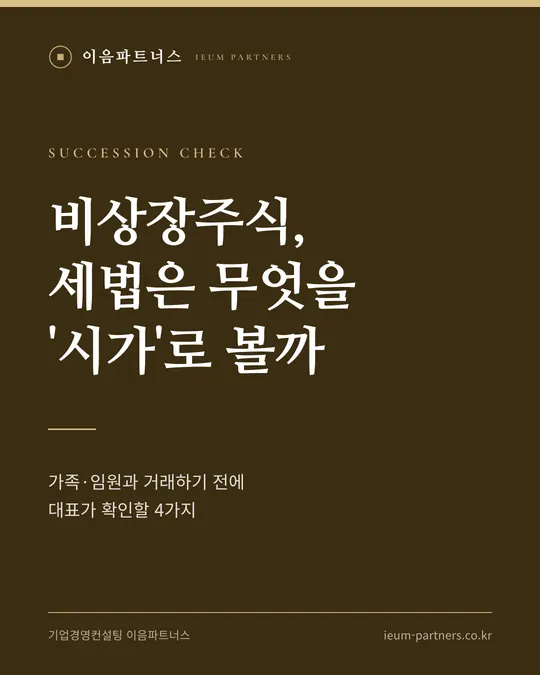 이음파트너스 IEUM PARTNERS
SUCCESSION CHECK
비상장주식,
세법은 무엇을
'시가'로 볼까
가족·임원과 거래하기 전에
대표가 확인할 4가지
기업경영컨설팅 이음파트너스
ieum-partners.co.kr